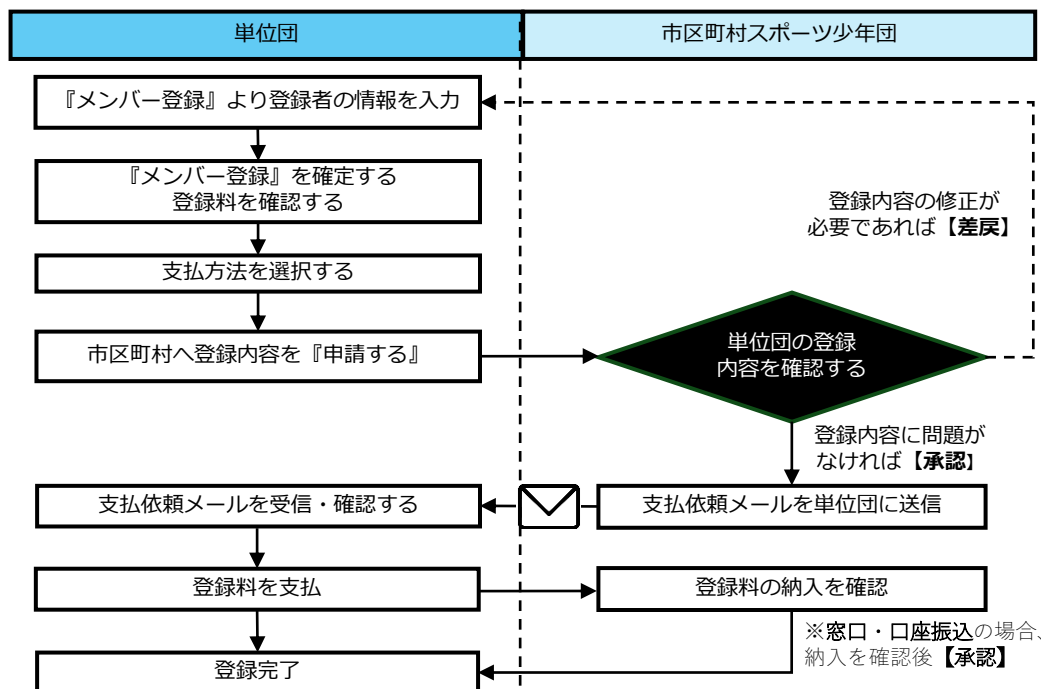 単位団
市区町村スポーツ少年団
『メンバー登録』より登録者の情報を入力
『メンバー登録』を確定する
登録料を確認する
登録内容の修正が
必要であれば【差戻】
支払方法を選択する
市区町村へ登録内容を『申請する』
単位団の登録
内容を確認する
登録内容に問題が
なければ【承認】
支払依頼メールを受信・確認する
支払依頼メールを単位団に送信
登録料を支払
登録料の納入を確認
※窓口・口座振込の場合、
納入を確認後【承認】
登録完了